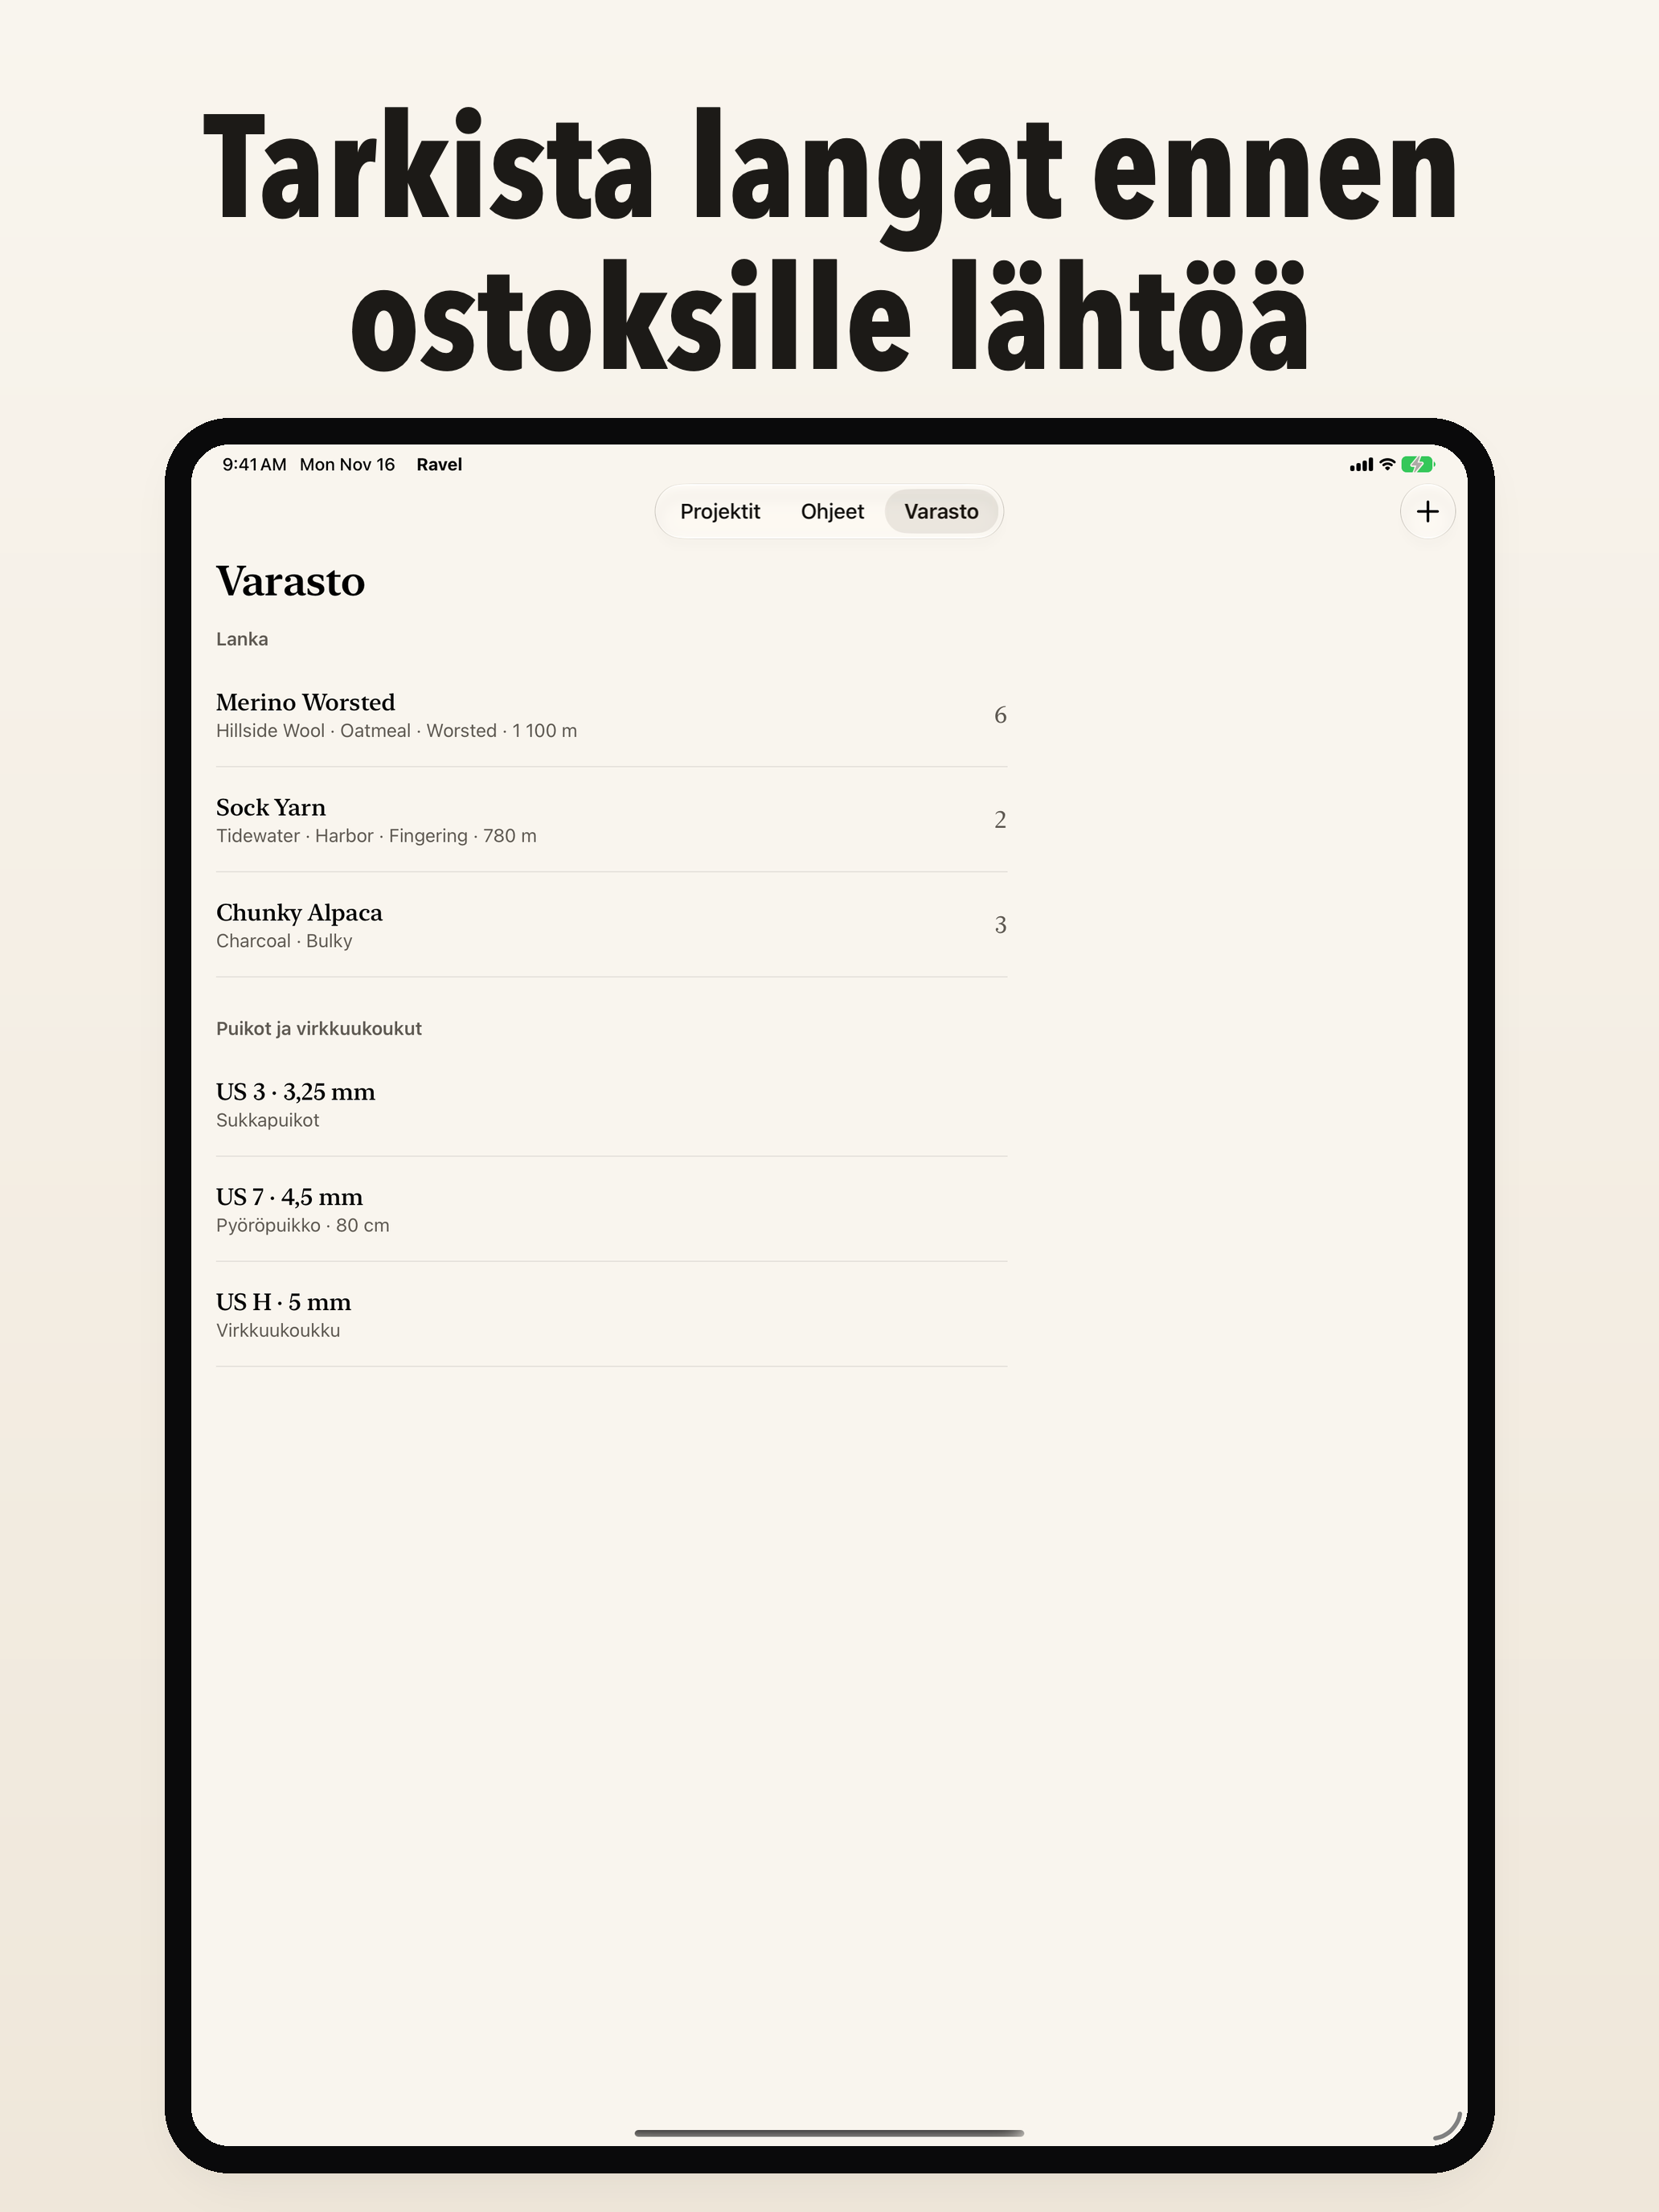 Tarkista langat ennen
ostoksille lähtöä
9:41 AM Mon Nov 16 Ravel
Projektit Ohjeet Varasto
Varasto
Lanka
Merino Worsted
Hillside Wool · Oatmeal · Worsted · 1 100 m
6
Sock Yarn
Tidewater · Harbor · Fingering · 780 m
2
Chunky Alpaca
Charcoal · Bulky
3
Puikot ja virkkuukoukut
US 3 · 3,25 mm
Sukkapuikot
US 7 · 4,5 mm
Pyöröpuikko · 80 cm
US H · 5 mm
Virkkuukoukku